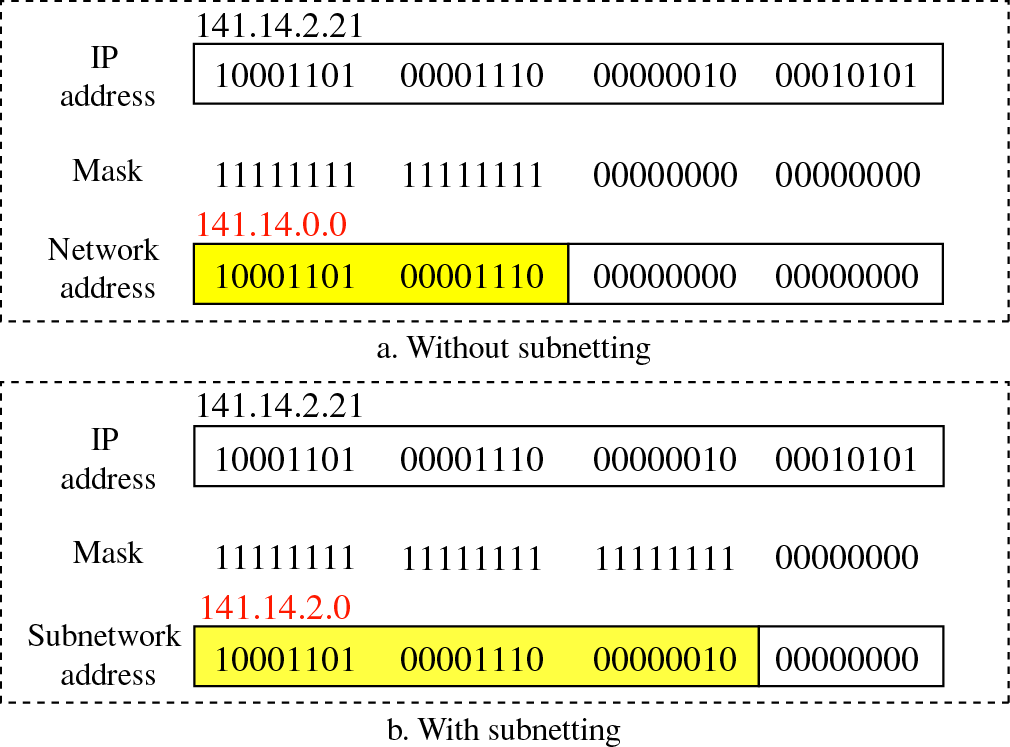 141.14.2.21
IP
address
10001101 00001110 00000010 00010101
Mask
11111111 11111111 00000000 00000000
141.14.0.0
Network
address
10001101 00001110 00000000 00000000
a. Without subnetting
141.14.2.21
IP
address
10001101 00001110 00000010 00010101
Mask
11111111 11111111 11111111 00000000
141.14.2.0
Subnetwork
address
10001101 00001110 00000010 00000000
b. With subnetting